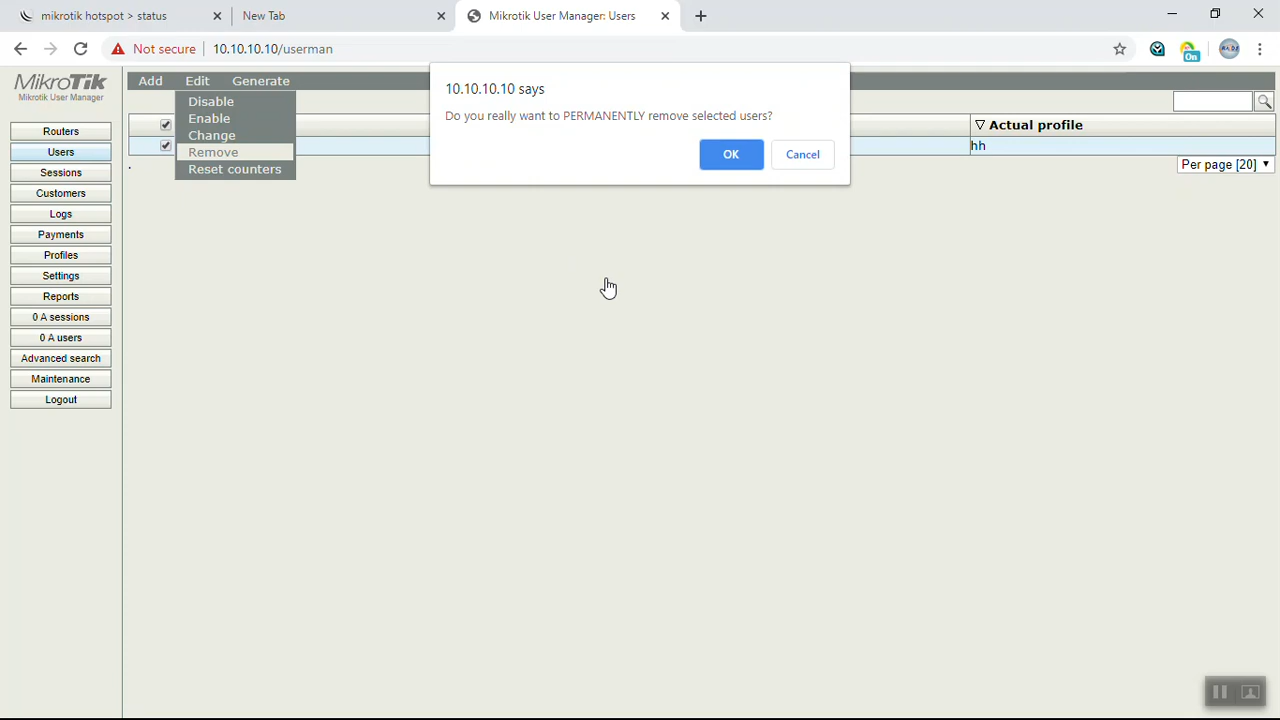 mikrotik hotspot > status
New Tab
Mikrotik User Manager: Users
Not secure
10.10.10.10/userman
On
MikroTik
Mikrotik User Manager
Routers
Users
Sessions
Customers
Logs
Payments
Profiles
Settings
Reports
0 A sessions
0 A users
Advanced search
Maintenance
Logout
Add
Edit
Generate
Disable
Enable
Change
Remove
Reset counters
10.10.10.10 says
Do you really want to PERMANENTLY remove selected users?
OK
Cancel
▽ Actual profile
hh
Per page [20]